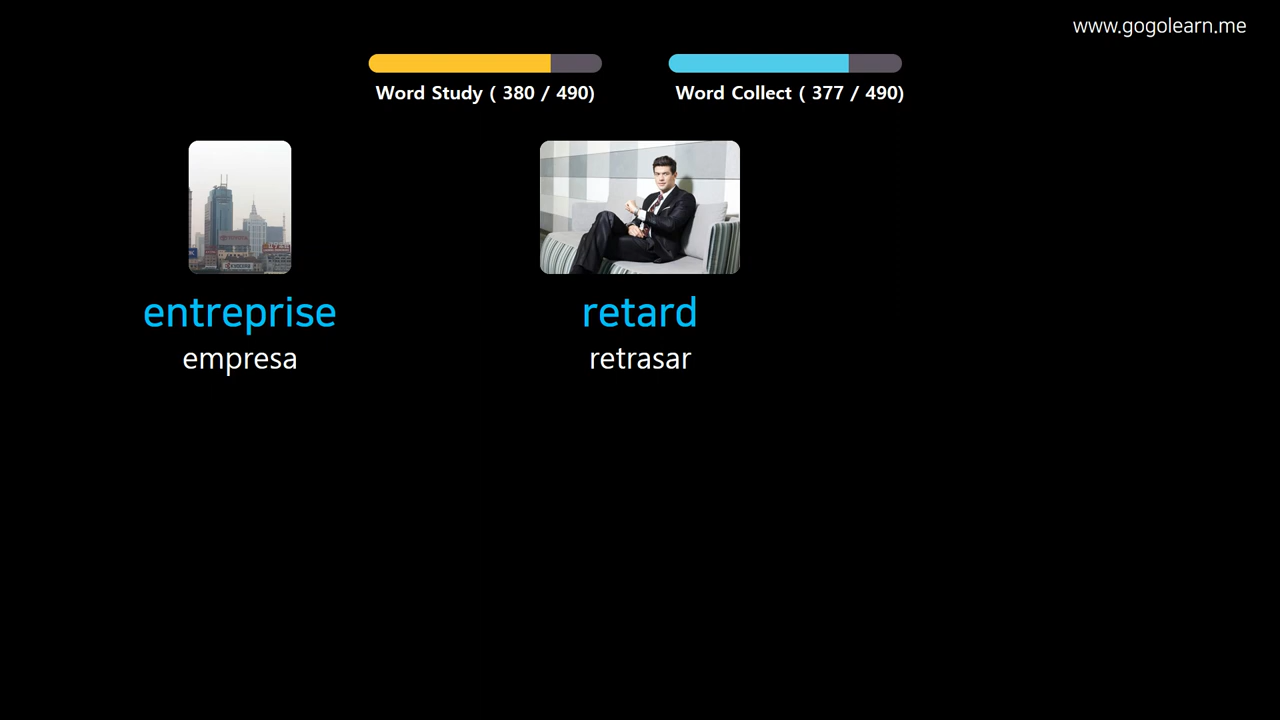 www.gogolearn.me
Word Study ( 380 / 490)
Word Collect ( 377 / 490)
entreprise
empresa
retard
retrasar